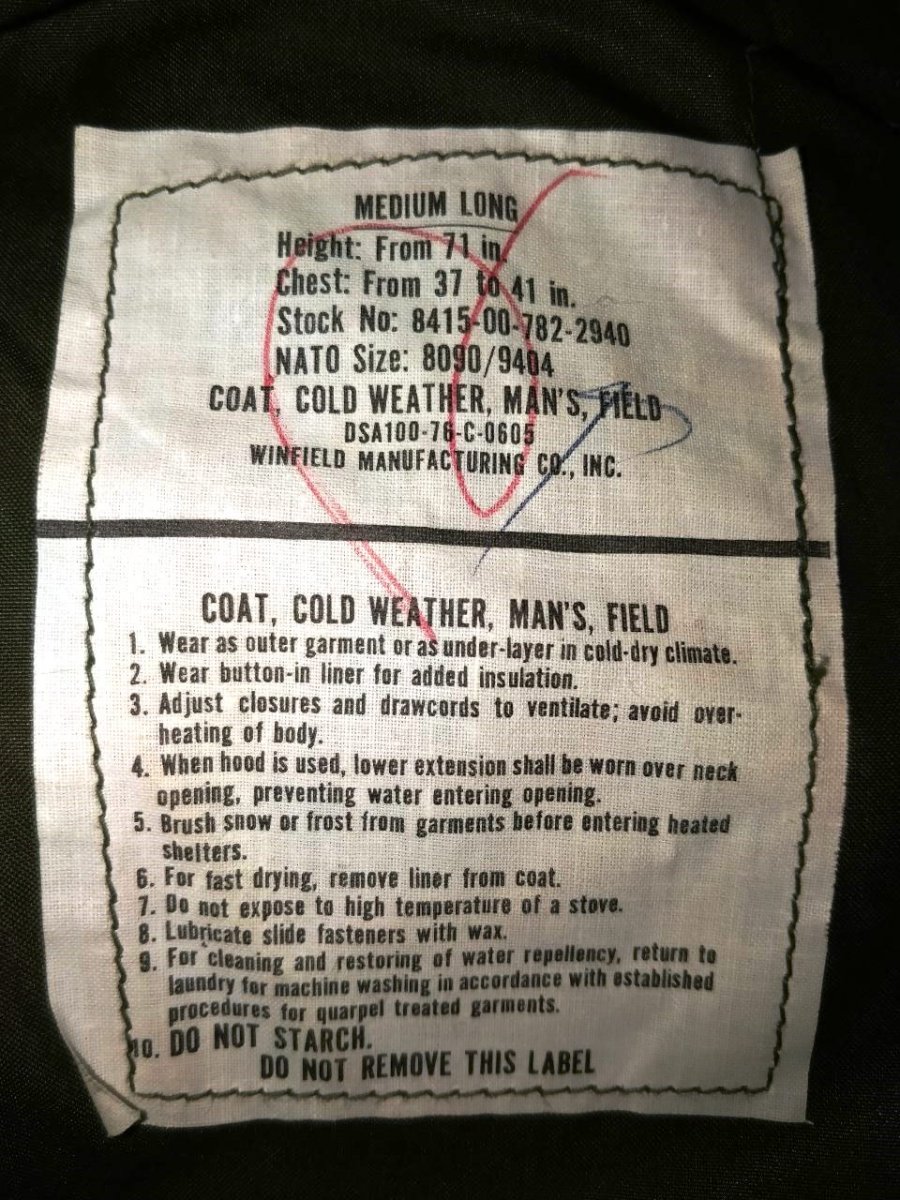 MEDIUM LONG
Height: From 71 in.
Chest: From 37 to 41 in.
Stock No: 8415-00-782-2940
NATO Size: 8090/9404
COAT, COLD WEATHER, MAN'S, FIELD
DSA100-76-C-0605
WINFIELD MANUFACTURING CO., INC.
COAT, COLD WEATHER, MAN'S, FIELD
1. Wear as outer garment or as under-layer in cold-dry climate.
2. Wear button-in liner for added insulation.
3. Adjust closures and drawcords to ventilate; avoid over-
heating of body.
4. When hood is used, lower extension shall be worn over neck
opening, preventing water entering opening.
5. Brush snow or frost from garments before entering heated
shelters.
6. For fast drying, remove liner from coat.
7. Do not expose to high temperature of a stove.
8. Lubricate slide fasteners with wax.
9. For cleaning and restoring of water repellency, return to
laundry for machine washing in accordance with established
procedures for quarpel treated garments.
10. DO NOT STARCH.
DO NOT REMOVE THIS LABEL